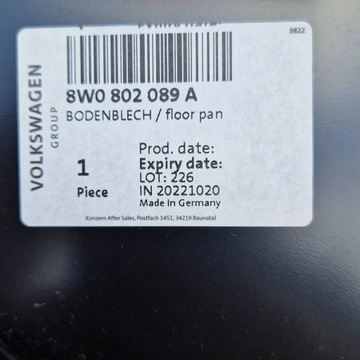 3822
VOLKSWAGEN
GROUP
8W0 802 089 A
BODENBLECH / floor pan
1
Piece
Prod. date:
Expiry date:
LOT: 226
IN 20221020
Made in Germany
Konzern After Sales, Postfach 1451, 34219 Baunatal